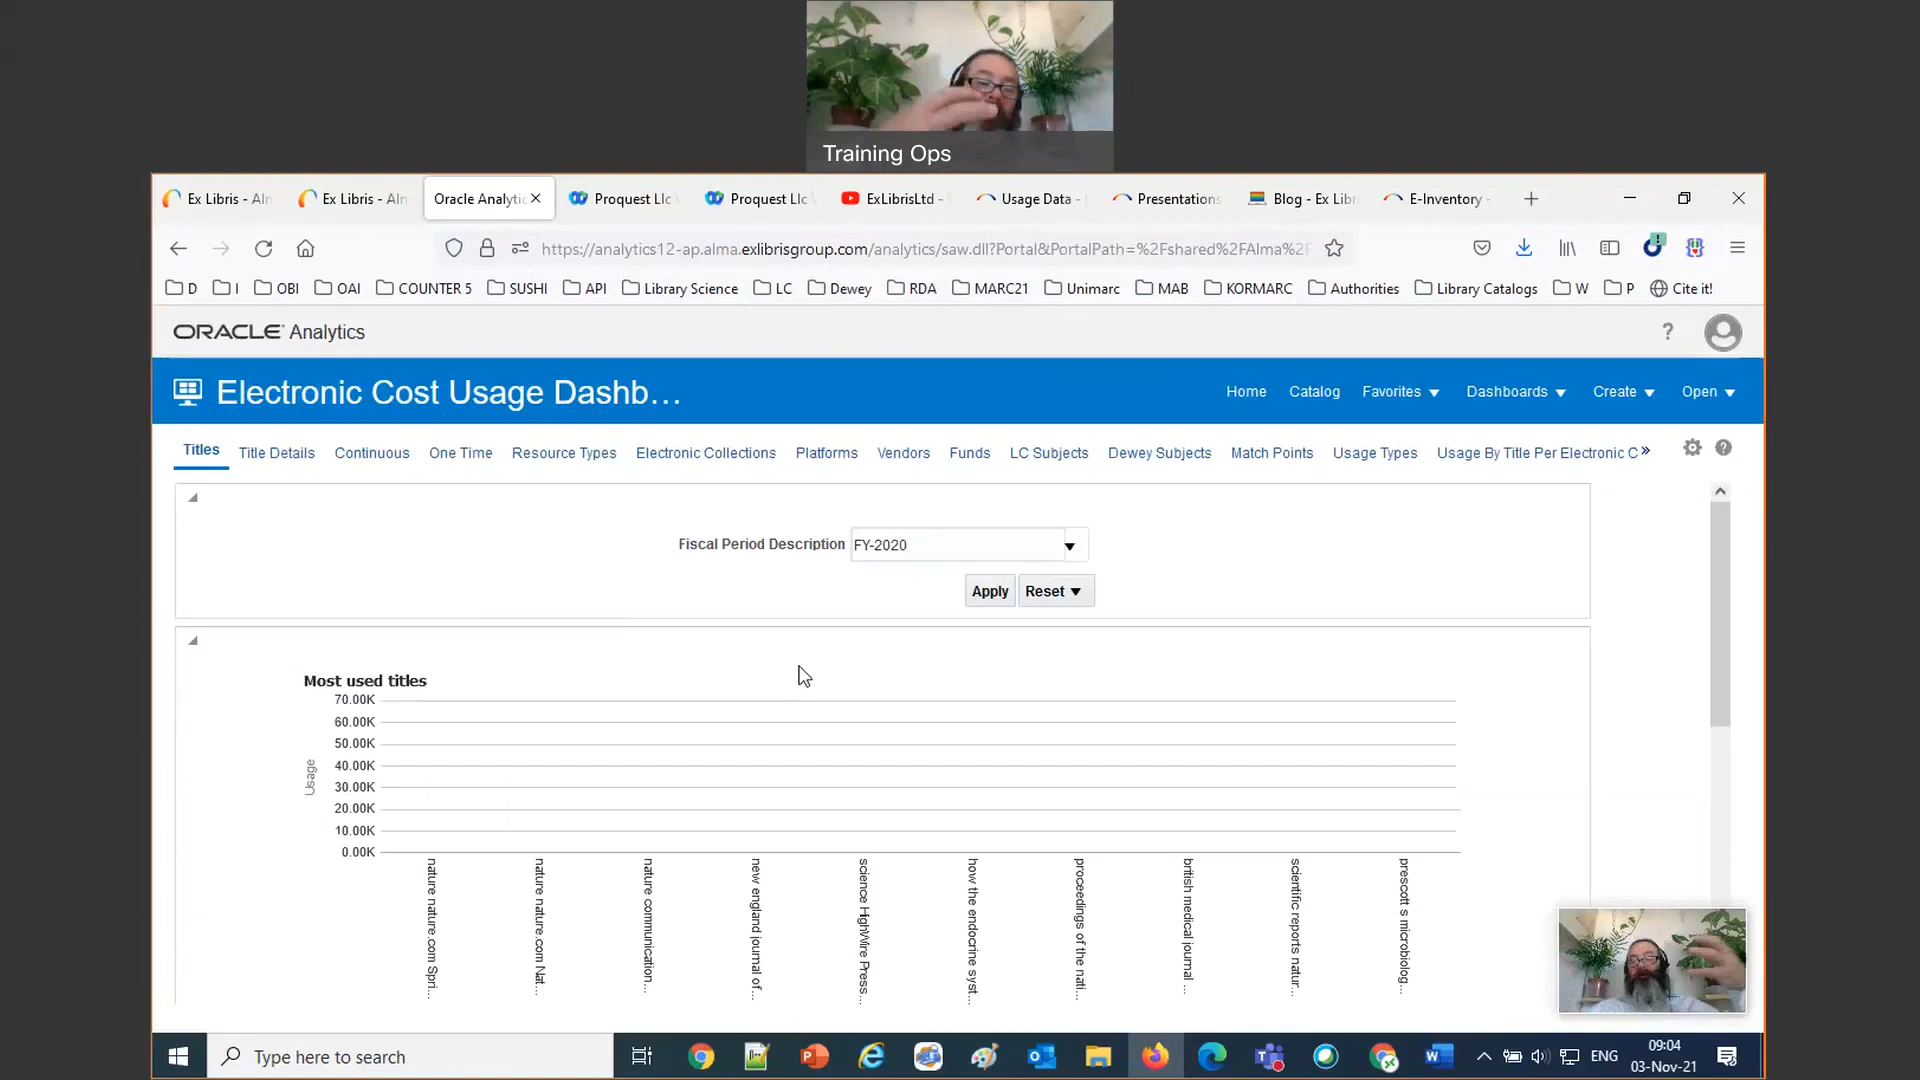 Training Ops
Ex Libris - Alm
Ex Libris - Alm
Oracle Analytic
Proquest Llc
Proquest Llc
ExLibrisLtd -
Usage Data -
Presentations
Blog - Ex Libr
E-Inventory -
https://analytics12-ap.alma.exlibrisgroup.com/analytics/saw.dll?Portal&PortalPath=%2Fshared%2FAlma%2F
D
I
OBI
OAI
COUNTER 5
SUSHI
API
Library Science
LC
Dewey
RDA
MARC21
Unimarc
MAB
KORMARC
Authorities
Library Catalogs
W
P
Cite it!
ORACLE Analytics
?
Electronic Cost Usage Dashb...
Home
Catalog
Favorites
Dashboards
Create
Open
Titles
Title Details
Continuous
One Time
Resource Types
Electronic Collections
Platforms
Vendors
Funds
LC Subjects
Dewey Subjects
Match Points
Usage Types
Usage By Title Per Electronic C
Fiscal Period Description
FY-2020
Apply
Reset
Most used titles
Usage
70.00K
60.00K
50.00K
40.00K
30.00K
20.00K
10.00K
0.00K
nature nature.com Spri...
nature nature.com Nat...
nature communication...
new england journal of...
science HighWire Press...
how the endocrine syst...
proceedings of the nati...
british medical journal ...
scientific reports natur...
prescott s microbiolog...
Type here to search
ENG
09:04
03-Nov-21